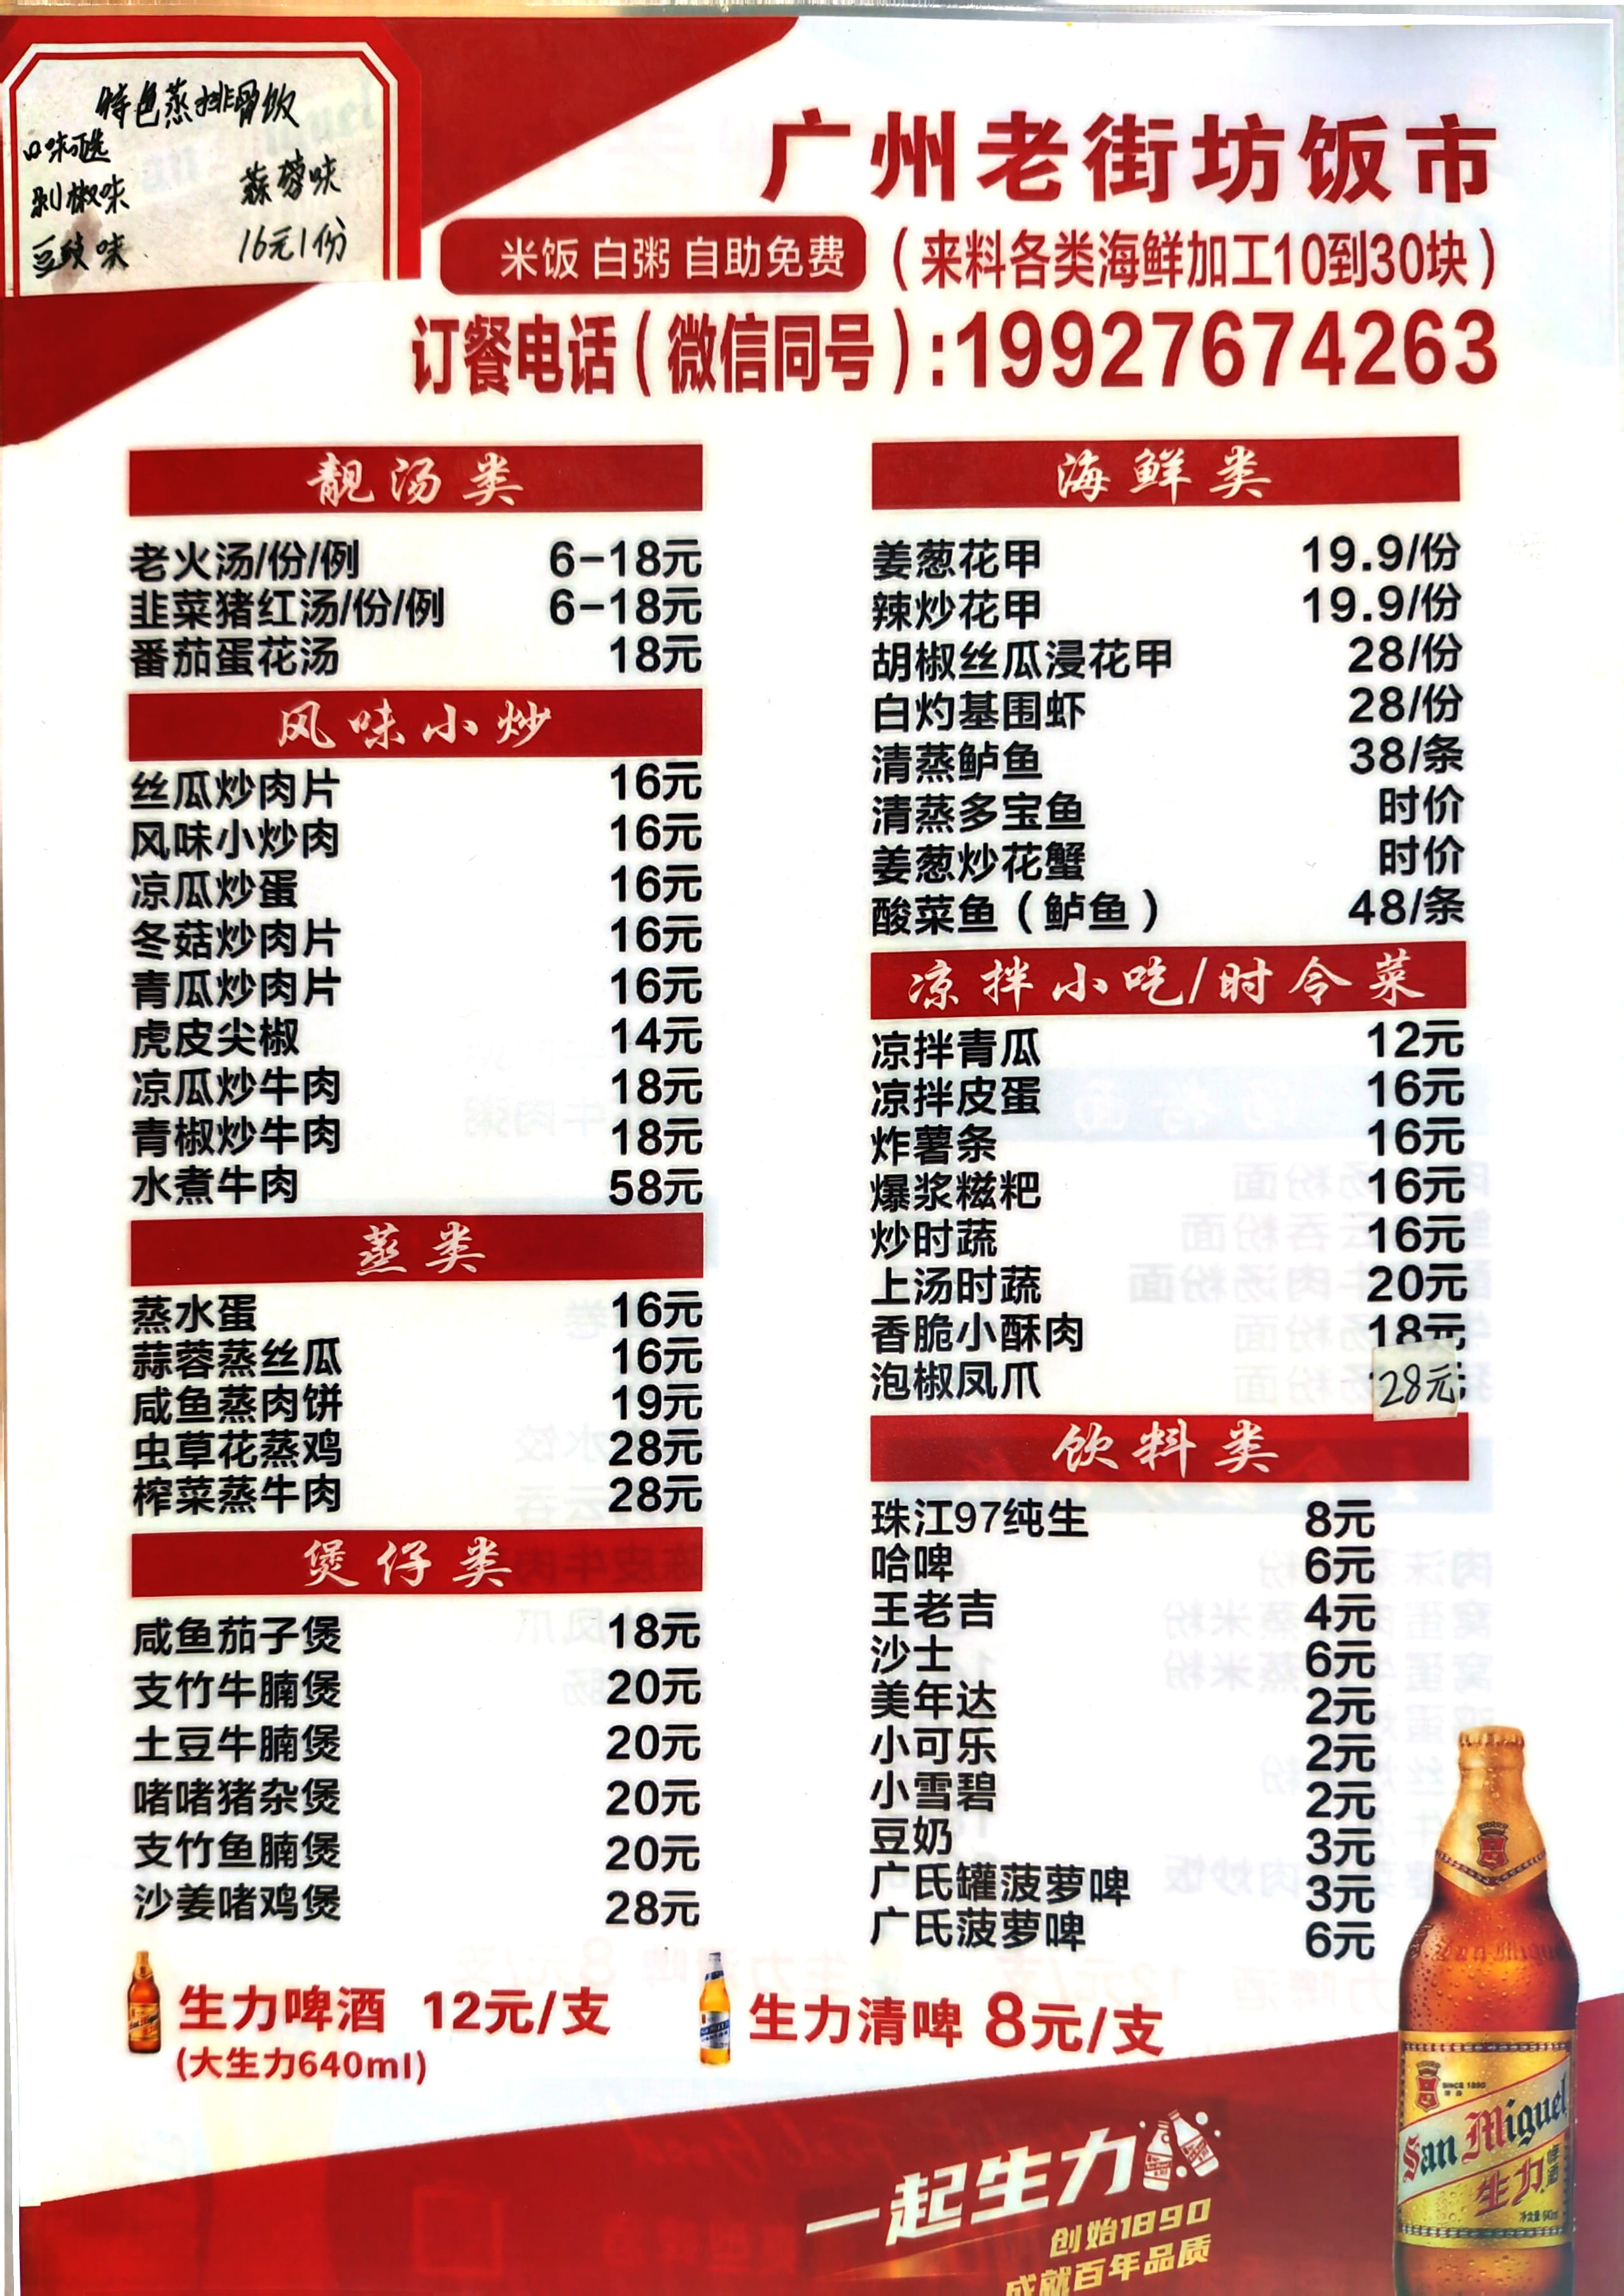 特色蒸排骨饭
口味可选
剁椒味 蒜蓉味
豆豉味 16元1份
广州老街坊饭市
米饭 白粥 自助免费
(来料各类海鲜加工10到30块)
订餐电话(微信同号):19927674263
靓汤类
老火汤/份/例 6-18元
韭菜猪红汤/份/例 6-18元
番茄蛋花汤 18元
风味小炒
丝瓜炒肉片 16元
风味小炒肉 16元
凉瓜炒蛋 16元
冬菇炒肉片 16元
青瓜炒肉片 16元
虎皮尖椒 14元
凉瓜炒牛肉 18元
青椒炒牛肉 18元
水煮牛肉 58元
蒸类
蒸水蛋 16元
蒜蓉蒸丝瓜 16元
咸鱼蒸肉饼 19元
虫草花蒸鸡 28元
榨菜蒸牛肉 28元
煲仔类
咸鱼茄子煲 18元
支竹牛腩煲 20元
土豆牛腩煲 20元
啫啫猪杂煲 20元
支竹鱼腩煲 20元
沙姜啫鸡煲 28元
海鲜类
姜葱花甲 19.9/份
辣炒花甲 19.9/份
胡椒丝瓜浸花甲 28/份
白灼基围虾 28/份
清蒸鲈鱼 38/条
清蒸多宝鱼 时价
姜葱炒花蟹 时价
酸菜鱼(鲈鱼) 48/条
凉拌小吃/时令菜
凉拌青瓜 12元
凉拌皮蛋 16元
炸薯条 16元
爆浆糍粑 16元
炒时蔬 16元
上汤时蔬 20元
香脆小酥肉 18元
泡椒凤爪 28元
饮料类
珠江97纯生 8元
哈啤 6元
王老吉 4元
沙士 6元
美年达 2元
小可乐 2元
小雪碧 2元
豆奶 3元
广氏罐菠萝啤 3元
广氏菠萝啤 6元
生力啤酒 12元/支
(大生力640ml)
生力清啤 8元/支
一起生力
创始1890
成就百年品质
SINCE 1890
San Miguel
生力啤酒
净含量:640ml